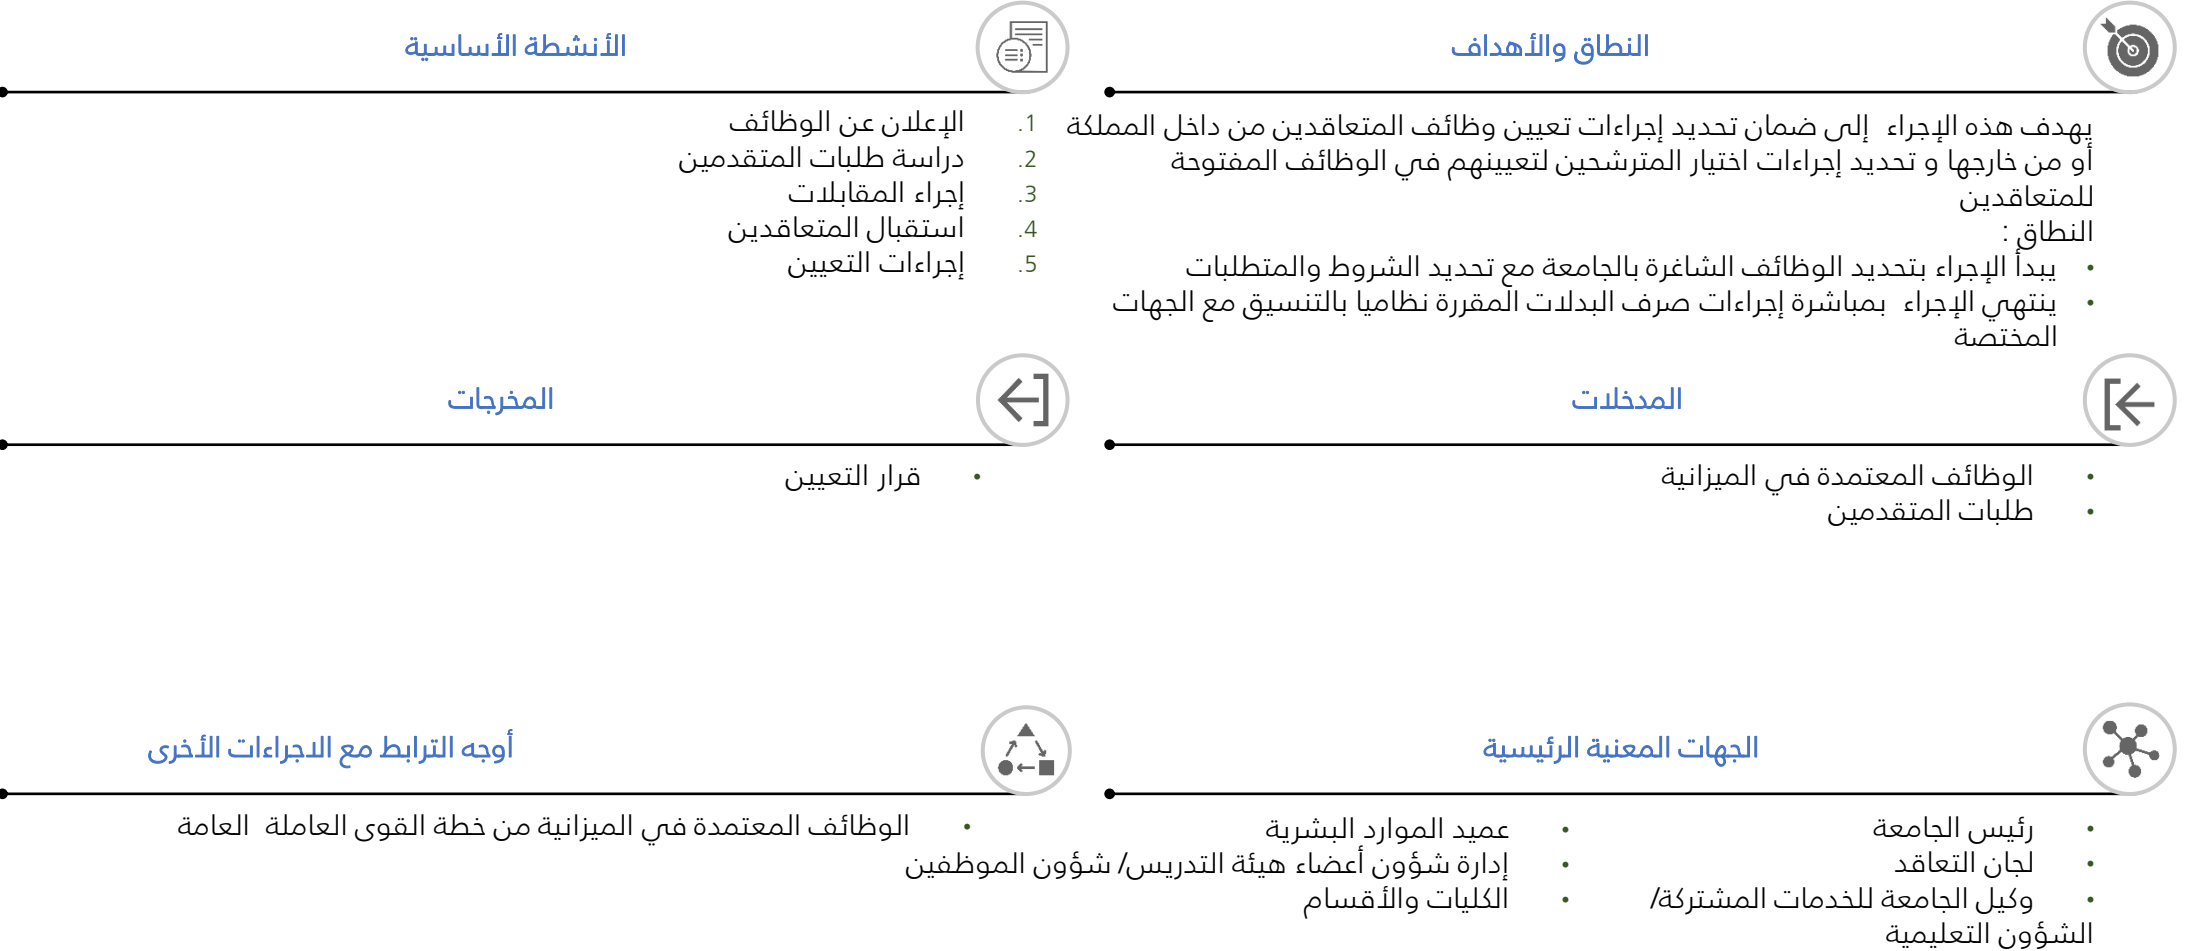 النطاق والأهداف
يهدف هذه الإجراء إلى ضمان تحديد إجراءات تعيين وظائف المتعاقدين من داخل المملكة
أو من خارجها و تحديد إجراءات اختيار المترشحين لتعيينهم في الوظائف المفتوحة
للمتعاقدين
النطاق :
• يبدأ الإجراء بتحديد الوظائف الشاغرة بالجامعة مع تحديد الشروط والمتطلبات
• ينتهي الإجراء بمباشرة إجراءات صرف البدلات المقررة نظاميا بالتنسيق مع الجهات
المختصة
الأنشطة الأساسية
1. الإعلان عن الوظائف
2. دراسة طلبات المتقدمين
3. إجراء المقابلات
4. استقبال المتعاقدين
5. إجراءات التعيين
المدخلات
• الوظائف المعتمدة في الميزانية
• طلبات المتقدمين
المخرجات
• قرار التعيين
الجهات المعنية الرئيسية
• رئيس الجامعة
• لجان التعاقد
• وكيل الجامعة للخدمات المشتركة/
الشؤون التعليمية
• عميد الموارد البشرية
• إدارة شؤون أعضاء هيئة التدريس/ شؤون الموظفين
• الكليات والأقسام
أوجه الترابط مع الاجراءات الأخرى
• الوظائف المعتمدة في الميزانية من خطة القوى العاملة العامة